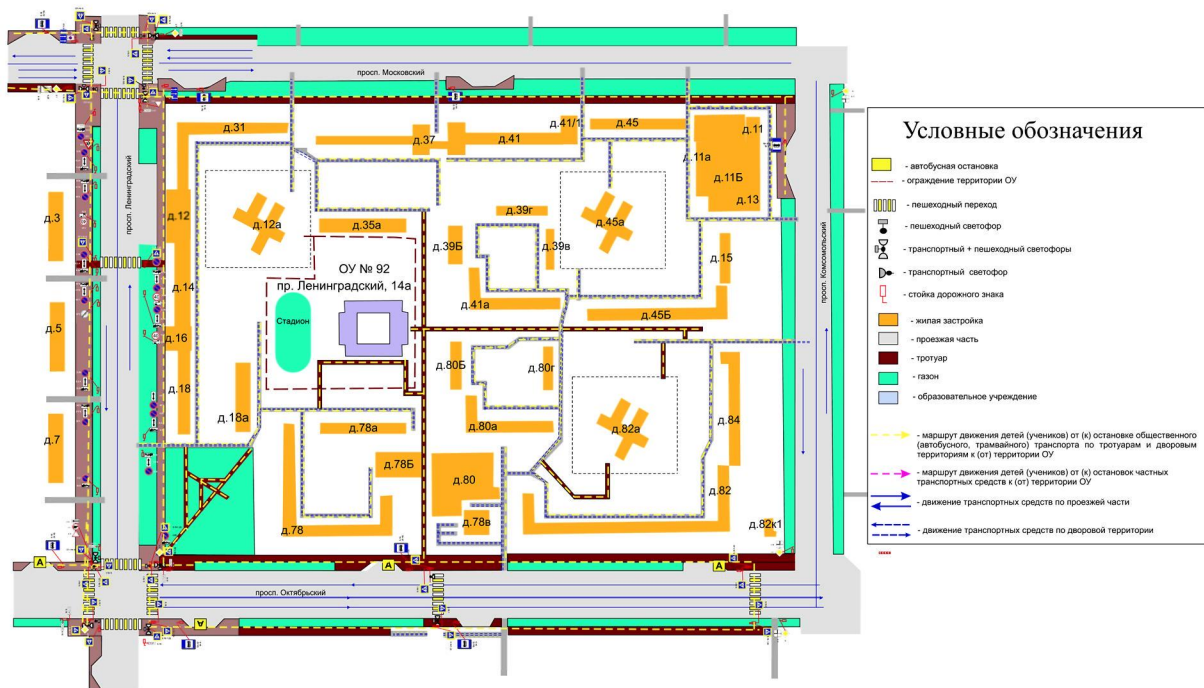 просп. Московский
д.31
д.37
д.41
д.41/1
д.45
д.11
д.11а
д.11Б
д.13
просп. Ленинградский
д.3
д.12
д.12а
д.35а
д.39Б
д.39г
д.39в
д.45а
д.15
просп. Комсомольский
ОУ № 92
пр. Ленинградский, 14а
д.14
д.41а
д.45Б
Стадион
д.5
д.16
д.18
д.18а
д.80Б
д.80г
д.7
д.78а
д.80а
д.82а
д.84
д.78Б
д.80
д.82
д.78
д.78в
д.82к1
А
А
А
А
просп. Октябрьский
Условные обозначения
- автобусная остановка
- ограждение территории ОУ
- пешеходный переход
- пешеходный светофор
- транспортный + пешеходный светофоры
- транспортный светофор
- стойка дорожного знака
- жилая застройка
- проезжая часть
- тротуар
- газон
- образовательное учреждение
- маршрут движения детей (учеников) от (к) остановке общественного
(автобусного, трамвайного) транспорта по тротуарам и дворовым
территориям к (от) территории ОУ
- маршрут движения детей (учеников) от (к) остановок частных
транспортных средств к (от) территории ОУ
- движение транспортных средств по проезжей части
- движение транспортных средств по дворовой территории